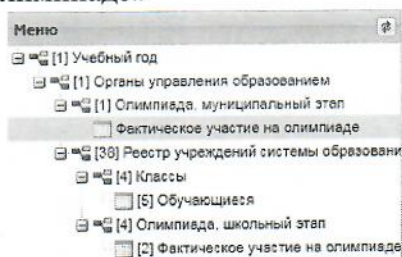 Меню
[1] Учебный год
[1] Органы управления образованием
[1] Олимпиада, муниципальный этап
Фактическое участие на олимпиаде
[38] Реестр учреждений системы образовани
[4] Классы
[5] Обучающиеся
[4] Олимпиада, школьный этап
[2] Фактическое участие на олимпиаде